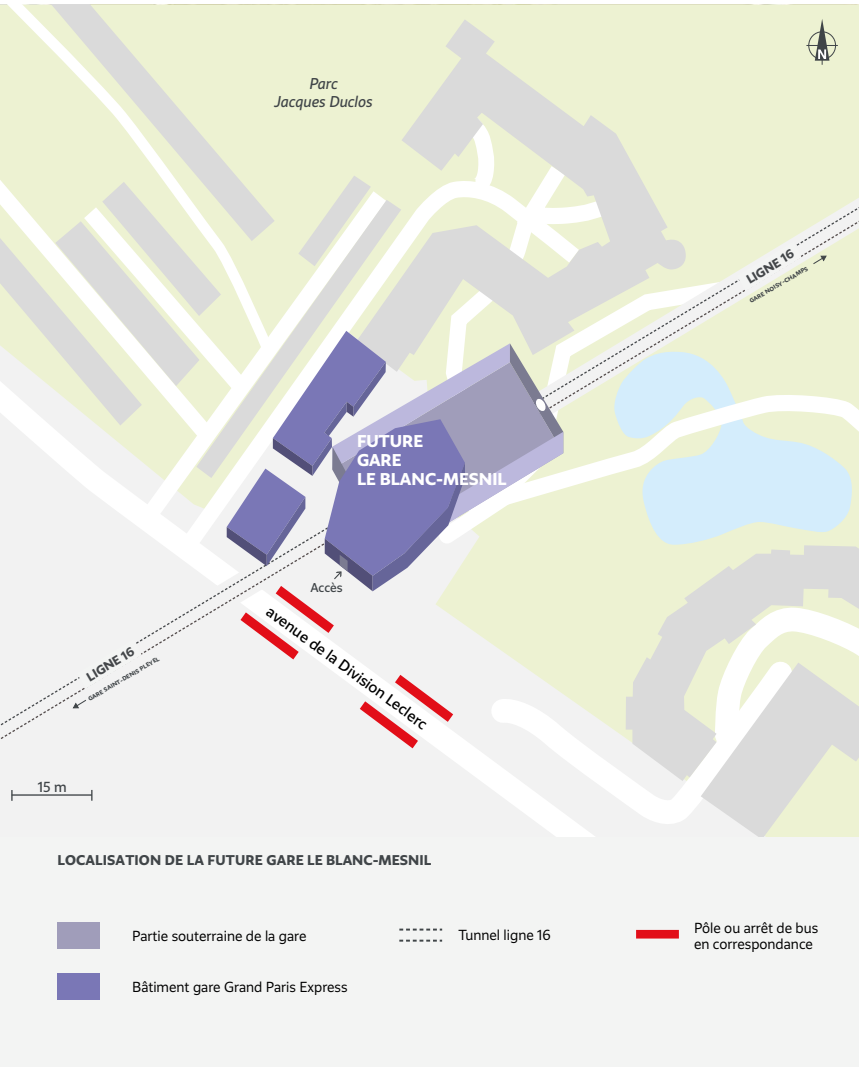 Parc
Jacques Duclos
N
LIGNE 16
GARE NOISY-CHAMPS
FUTURE
GARE
LE BLANC-MESNIL
Accès
avenue de la Division Leclerc
LIGNE 16
GARE SAINT-DENIS PLEYEL
15 m
LOCALISATION DE LA FUTURE GARE LE BLANC-MESNIL
Partie souterraine de la gare
Tunnel ligne 16
Pôle ou arrêt de bus
en correspondance
Bâtiment gare Grand Paris Express